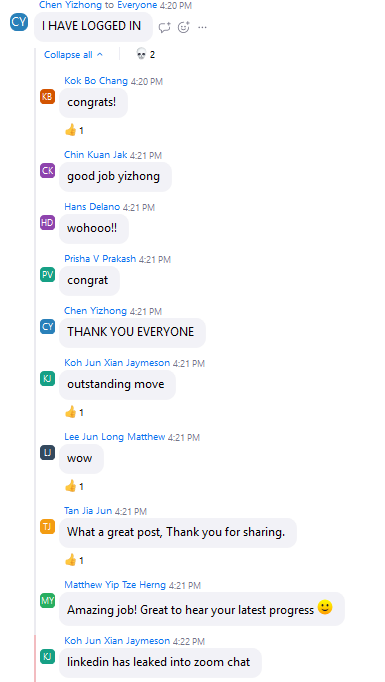 Chen Yizhong to Everyone 4:20 PM
CY
I HAVE LOGGED IN
Collapse all
2
Kok Bo Chang 4:20 PM
KB
congrats!
1
Chin Kuan Jak 4:21 PM
CK
good job yizhong
Hans Delano 4:21 PM
HD
wohooo!!
Prisha V Prakash 4:21 PM
PV
congrat
Chen Yizhong 4:21 PM
CY
THANK YOU EVERYONE
Koh Jun Xian Jaymeson 4:21 PM
KJ
outstanding move
1
Lee Jun Long Matthew 4:21 PM
LJ
wow
1
Tan Jia Jun 4:21 PM
TJ
What a great post, Thank you for sharing.
1
Matthew Yip Tze Herng 4:21 PM
MY
Amazing job! Great to hear your latest progress 🙂
Koh Jun Xian Jaymeson 4:22 PM
KJ
linkedin has leaked into zoom chat